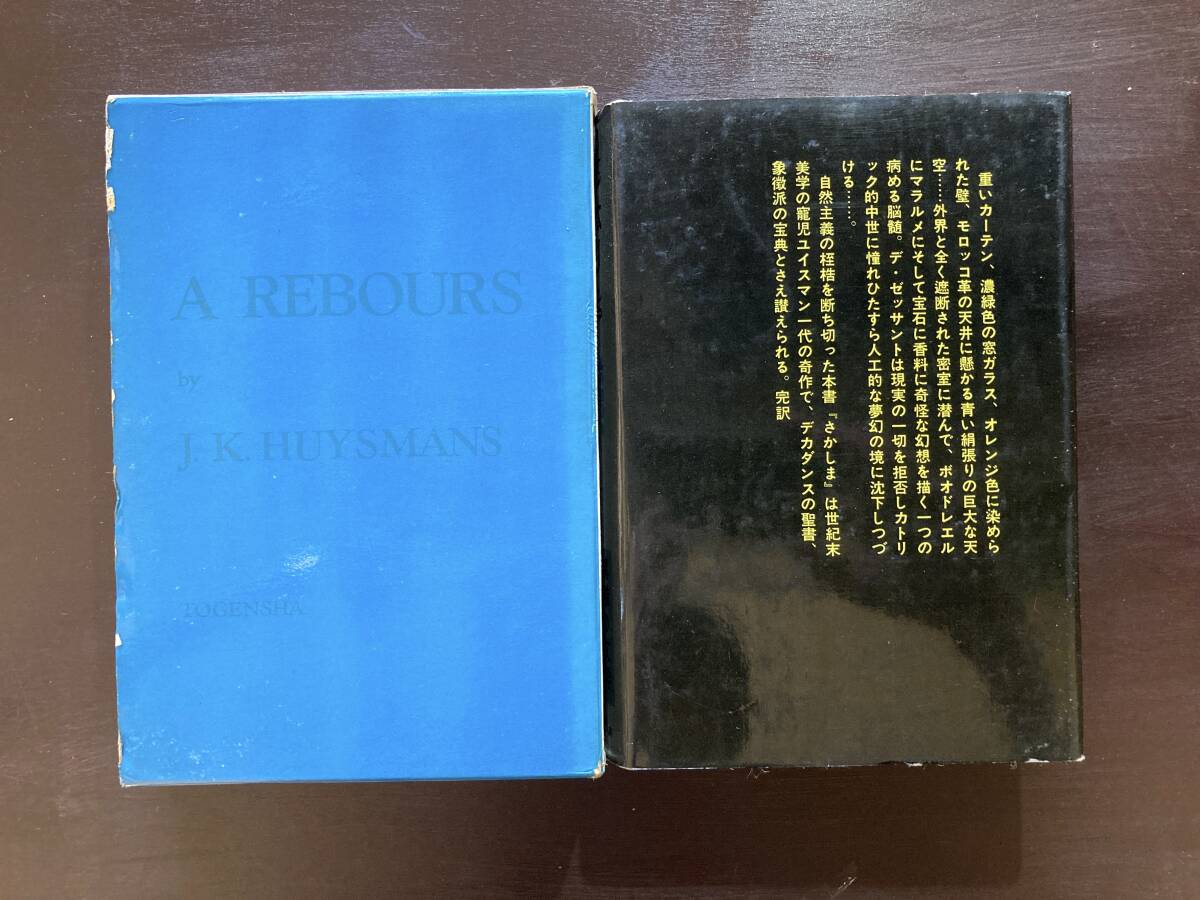 A REBOURS
by
J. K. HUYSMANS
TOGENSHA
重いカーテン、濃緑色の窓ガラス、オレンジ色に染めら
れた壁、モロッコ革の天井に懸かる青い絹張りの巨大な天
空……外界と全く遮断された密室に潜んで、ボオドレエル
にマラルメにそして宝石に香料に奇怪な幻想を描く一つの
病める脳髄。デ・ゼッサントは現実の一切を拒否しカトリ
ック的中世に憧れひたすら人工的な夢幻の境に沈下しつづ
ける……。
自然主義の桎梏を断ち切った本書『さかしま』は世紀末
美学の寵児ユイスマン一代の奇作で、デカダンスの聖書、
象徴派の宝典とさえ讃えられる。完訳